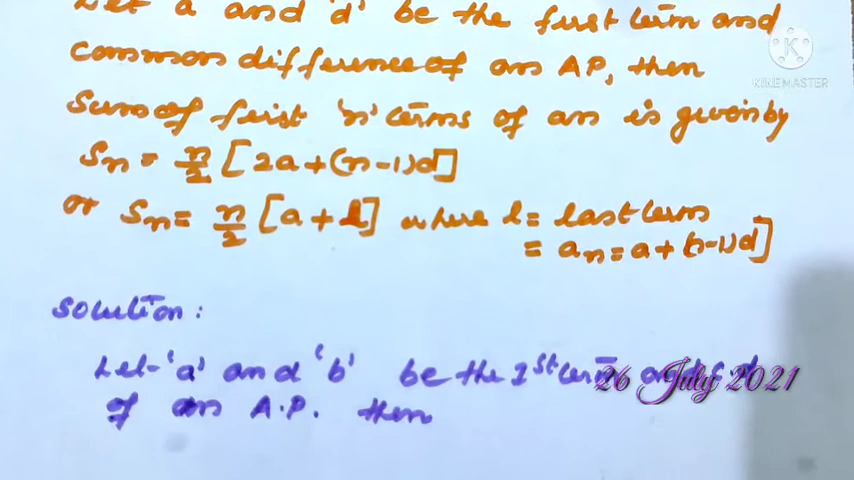 Let 'a' and 'd' be the first term and
common difference of an AP, then
KINEMASTER
Sum of first 'n' terms of an is given by
Sn = n/2 [2a+(n-1)d]
or Sn = n/2 [a + l] where l = last term
= an = a + (n-1)d]
Solution:
Let 'a' and 'b' be the 1st term and
26 July 2021
of an A.P. then